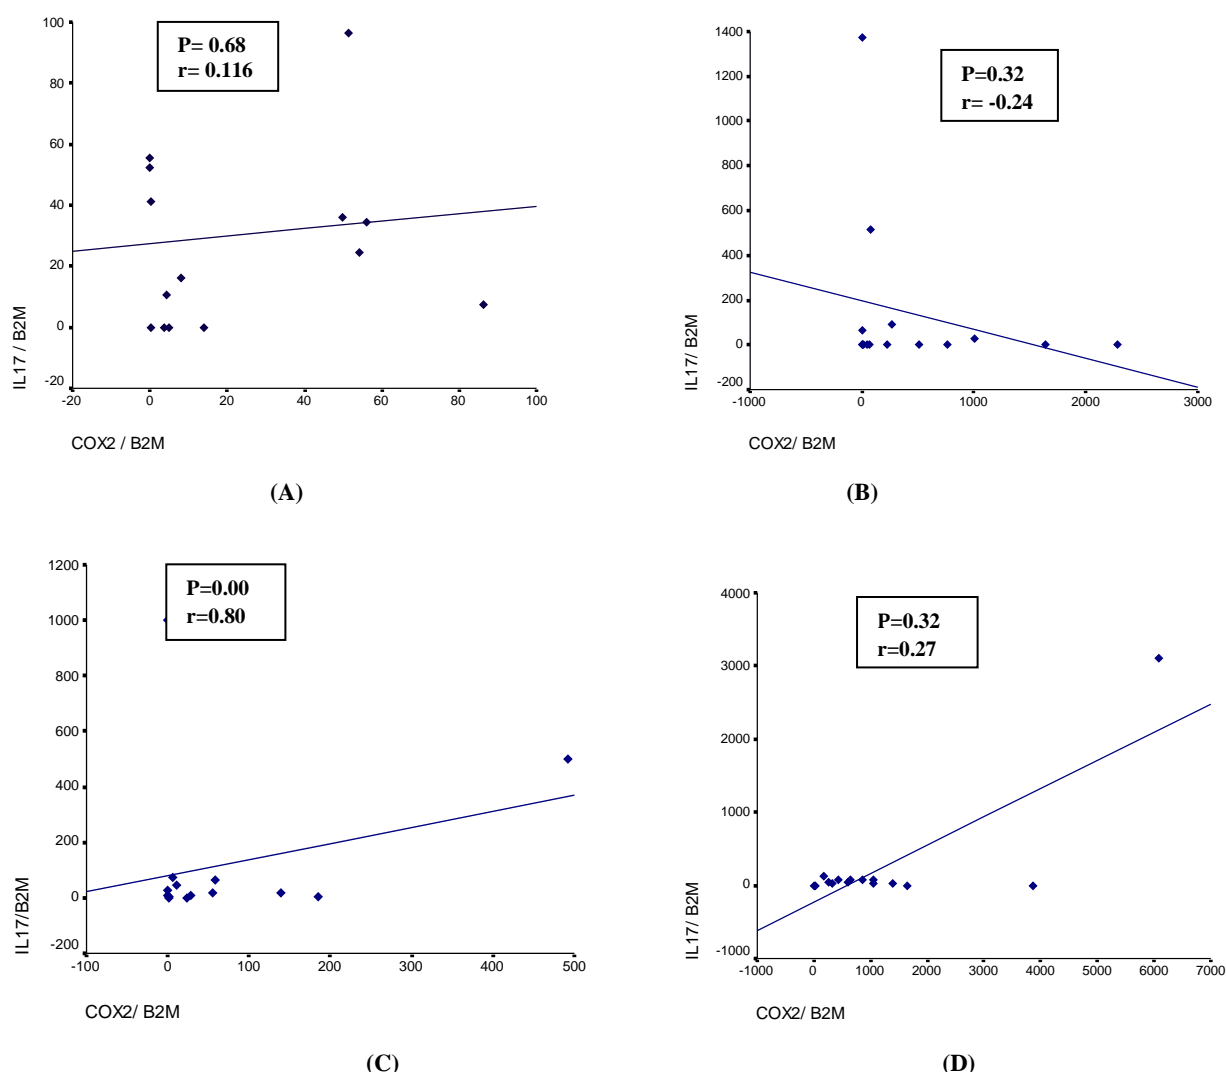 100
80
60
40
20
0
-20
P= 0.68
r= 0.116
IL17 / B2M
-20 0 20 40 60 80 100
COX2 / B2M
(A)
1400
1200
1000
800
600
400
200
0
-200
P=0.32
r= -0.24
IL17/ B2M
-1000 0 1000 2000 3000
COX2/ B2M
(B)
1200
1000
800
600
400
200
0
-200
P=0.00
r=0.80
IL17/B2M
-100 0 100 200 300 400 500
COX2/ B2M
(C)
4000
3000
2000
1000
0
-1000
P=0.32
r=0.27
IL17/ B2M
-1000 0 1000 2000 3000 4000 5000 6000 7000
COX2/ B2M
(D)